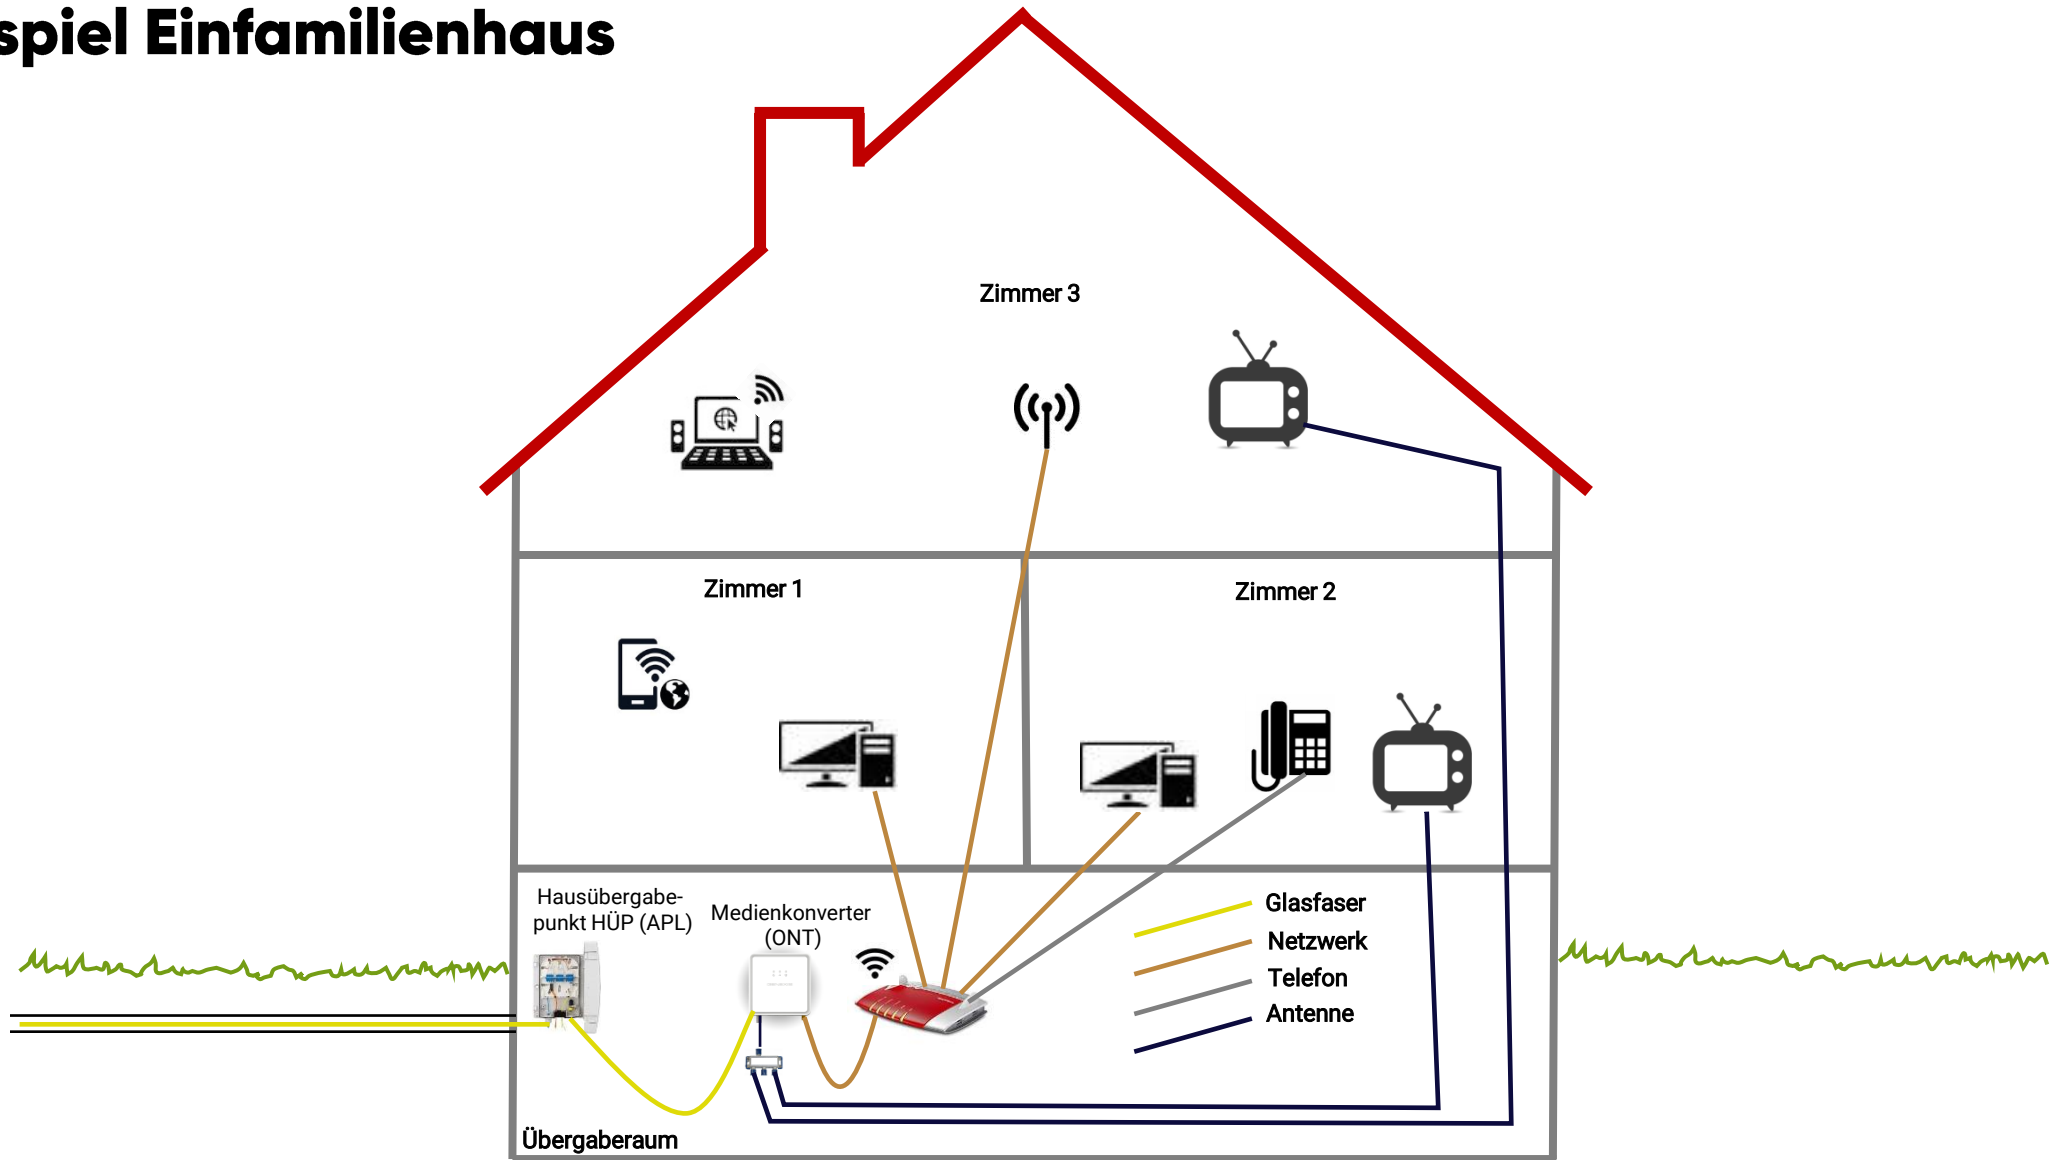 spiel Einfamilienhaus
Zimmer 3
Zimmer 1
Zimmer 2
Hausübergabe-
punkt HÜP (APL)
Medienkonverter
(ONT)
Glasfaser
Netzwerk
Telefon
Antenne
Übergaberaum